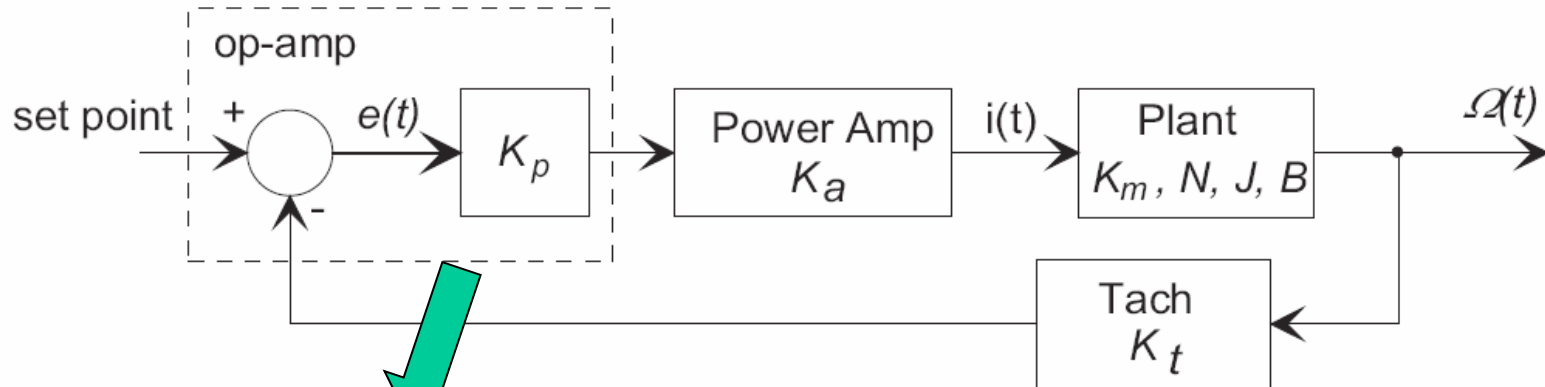 op-amp
set point
+
e(t)
-
K_p
Power Amp
K_a
i(t)
Plant
K_m , N, J, B
Ω(t)
Tach
K_t